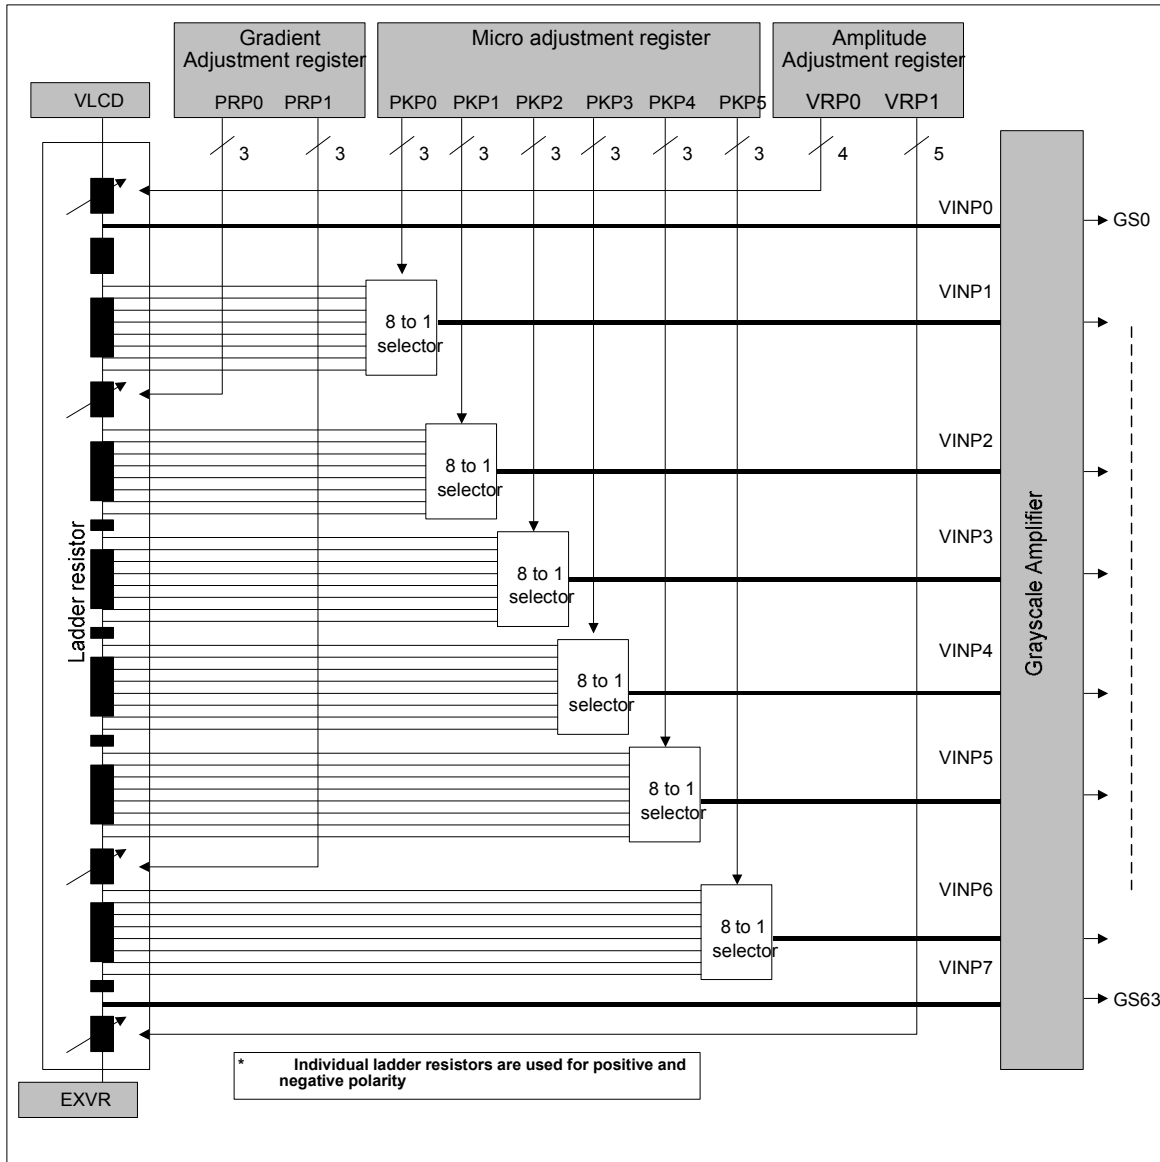 Gradient
Adjustment register
Micro adjustment register
Amplitude
Adjustment register
VLCD
PRP0 PRP1
PKP0 PKP1 PKP2 PKP3 PKP4 PKP5
VRP0 VRP1
3 3 3 3 3 3 3 3 4 5
VINP0
GS0
VINP1
8 to 1
selector
VINP2
8 to 1
selector
VINP3
8 to 1
selector
Ladder resistor
Grayscale Amplifier
VINP4
8 to 1
selector
VINP5
8 to 1
selector
VINP6
8 to 1
selector
VINP7
GS63
* Individual ladder resistors are used for positive and
negative polarity
EXVR